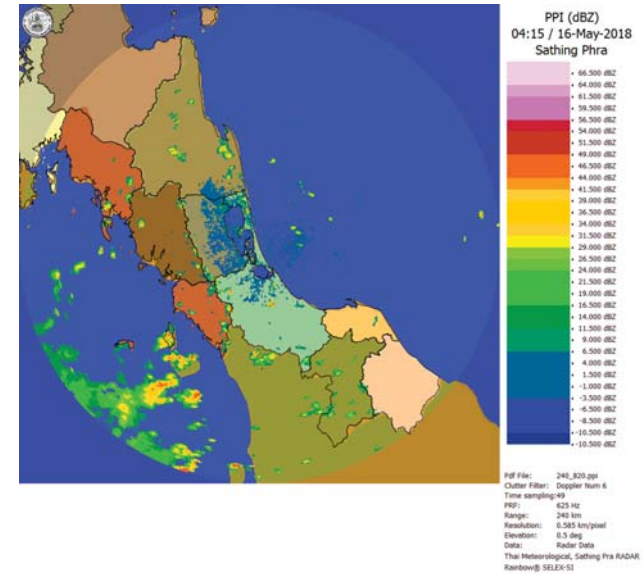 PPI (dBZ)
04:15 / 16-May-2018
Sathing Phra
66.500 dBZ
64.000 dBZ
61.500 dBZ
59.500 dBZ
56.500 dBZ
54.000 dBZ
51.500 dBZ
49.000 dBZ
46.500 dBZ
44.000 dBZ
41.500 dBZ
39.000 dBZ
36.500 dBZ
34.000 dBZ
31.500 dBZ
29.000 dBZ
26.500 dBZ
24.000 dBZ
21.500 dBZ
19.000 dBZ
16.500 dBZ
14.000 dBZ
11.500 dBZ
9.000 dBZ
6.500 dBZ
4.000 dBZ
1.500 dBZ
-1.000 dBZ
-3.500 dBZ
-6.500 dBZ
-8.500 dBZ
-10.500 dBZ
-10.500 dBZ
Pdf File: 240_820.ppi
Clutter Filter: Doppler Num 6
Time sampling:49
PRF: 625 Hz
Range: 240 km
Resolution: 0.585 km/pixel
Elevation: 0.5 deg
Data: Radar Data
Thai Meteorological, Sathing Pra RADAR
Rainbow® SELEX-SI